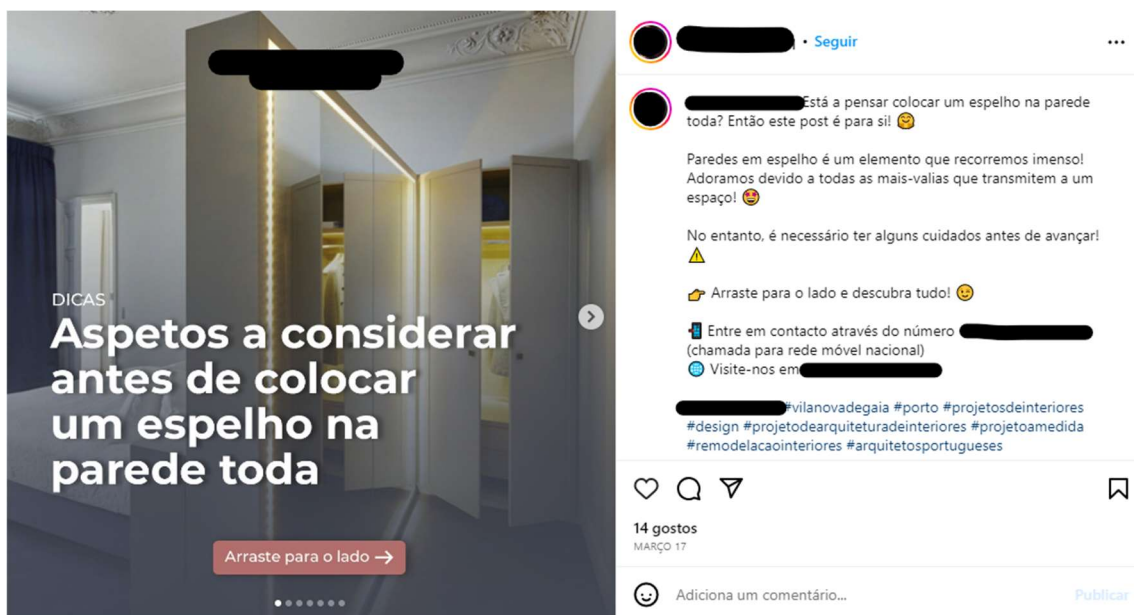 DICAS
Aspetos a considerar
antes de colocar
um espelho na
parede toda
Arraste para o lado →
• Seguir
Está a pensar colocar um espelho na parede
toda? Então este post é para si! 🤗
Paredes em espelho é um elemento que recorremos imenso!
Adoramos devido a todas as mais-valias que transmitem a um
espaço! 🤩
No entanto, é necessário ter alguns cuidados antes de avançar!
⚠️
👉 Arraste para o lado e descubra tudo! 😉
📲 Entre em contacto através do número
(chamada para rede móvel nacional)
🌐 Visite-nos em
#vilanovadegaia #porto #projetosdeinteriores
#design #projetodearquiteturadeinteriores #projetoamedida
#remodelacaointeriores #arquitetosportugueses
14 gostos
MARÇO 17
Adiciona um comentário...
Publicar